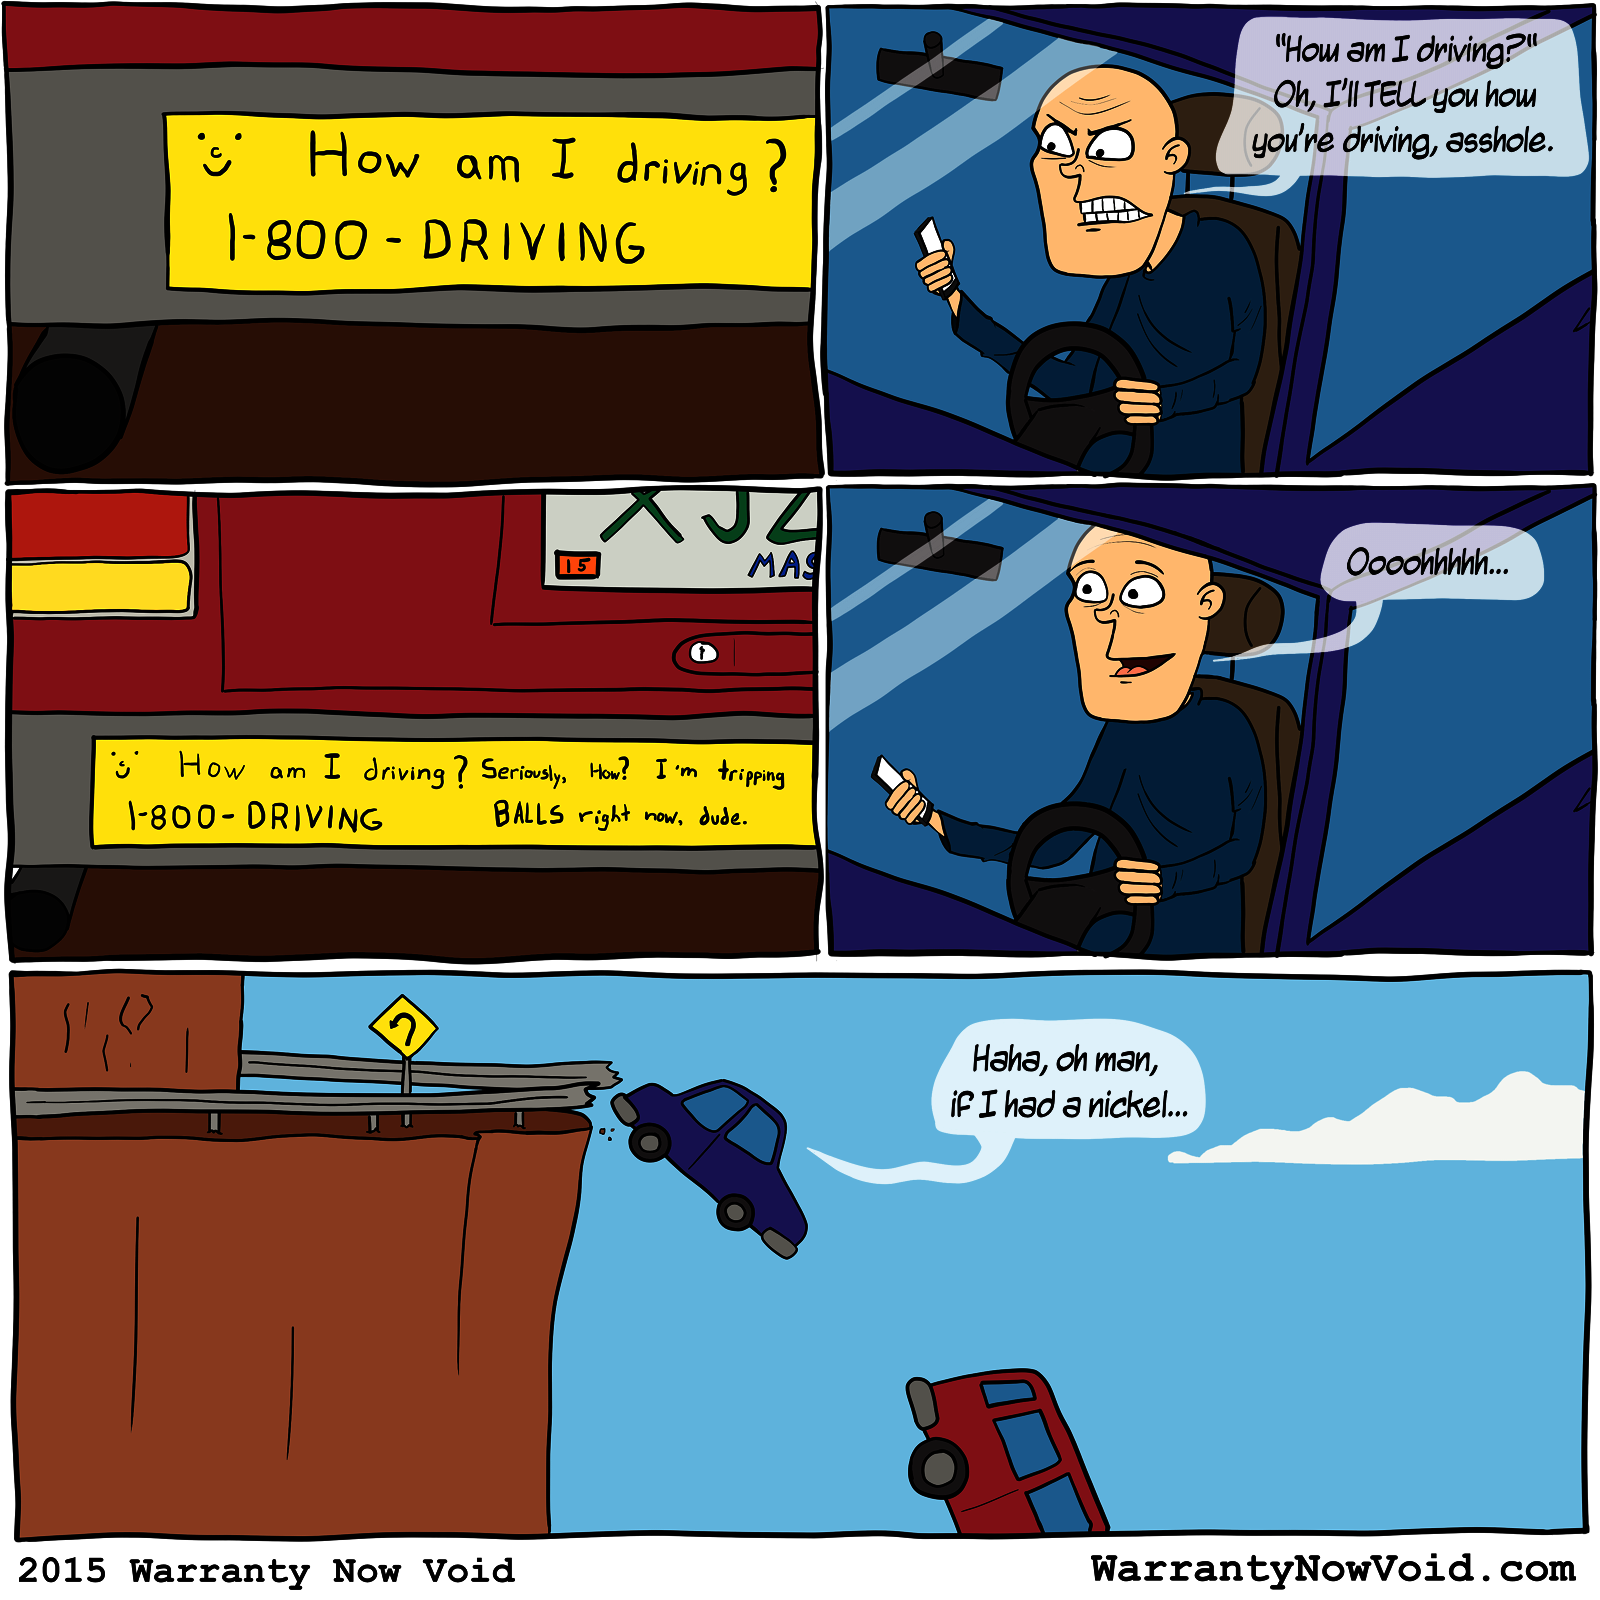 How am I driving?
1-800-DRIVING
"How am I driving?"
Oh, I'll TELL you how
you're driving, asshole.
XJZ
15
MAS
How am I driving? Seriously, How? I'm tripping
1-800-DRIVING BALLS right now, dude.
Oooohhhhh...
Haha, oh man,
if I had a nickel...
2015 Warranty Now Void
WarrantyNowVoid.com